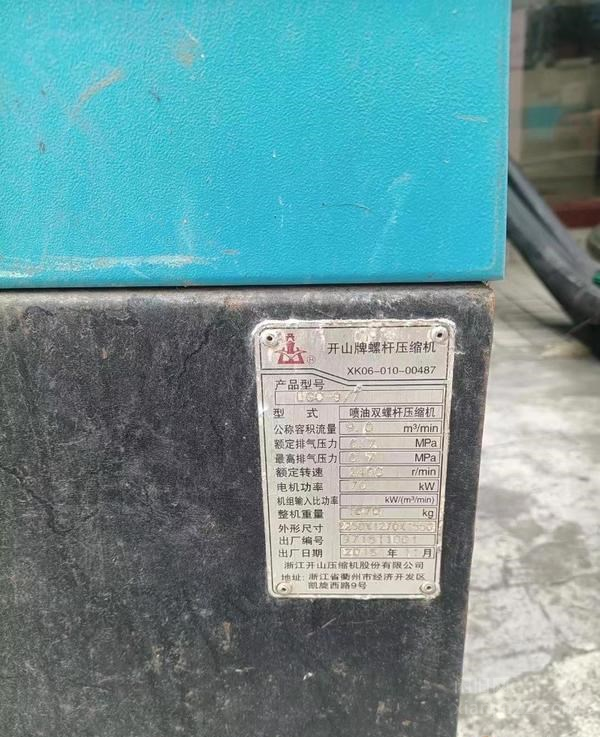 开山牌螺杆压缩机
XK06-010-00487
产品型号
型 式 喷油双螺杆压缩机
公称容积流量 9.0 m³/min
额定排气压力 MPa
最高排气压力 MPa
额定转速 r/min
电机功率 kW
机组输入比功率 kW/(m³/min)
整机重量 kg
外形尺寸
出厂编号
出厂日期 2015 年 11 月
浙江开山压缩机股份有限公司
地址: 浙江省衢州市经济开发区
凯旋西路9号